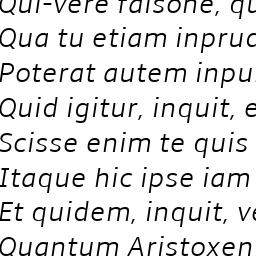 Qui-vere falsone, qu
Qua tu etiam inprud
Poterat autem inpu
Quid igitur, inquit, e
Scisse enim te quis
Itaque hic ipse iam
Et quidem, inquit, ve
Quantum Aristoxen